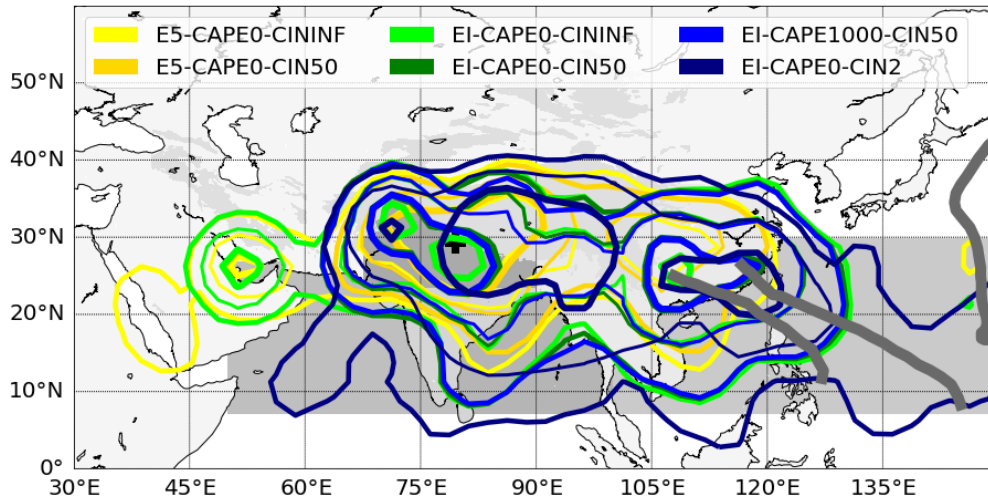 E5-CAPE0-CININF EI-CAPE0-CININF EI-CAPE1000-CIN50
E5-CAPE0-CIN50 EI-CAPE0-CIN50 EI-CAPE0-CIN2
50°N
40°N
30°N
20°N
10°N
0°
30°E 45°E 60°E 75°E 90°E 105°E 120°E 135°E